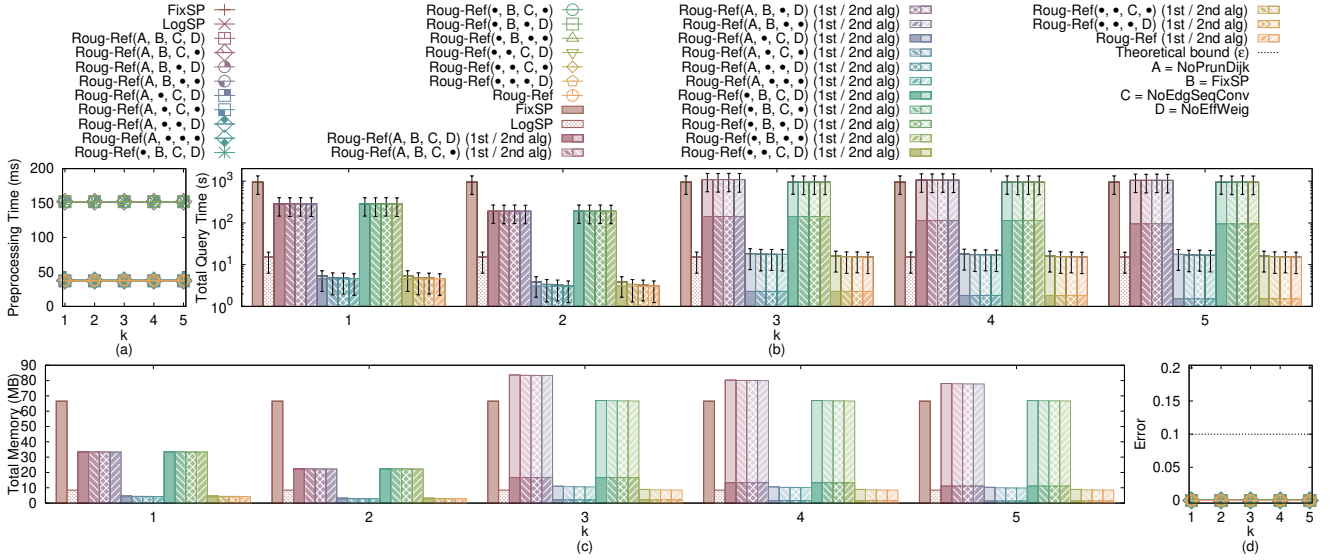 FixSP
LogSP
Roug-Ref(A, B, C, D)
Roug-Ref(A, B, C, •)
Roug-Ref(A, B, •, D)
Roug-Ref(A, B, •, •)
Roug-Ref(A, •, C, D)
Roug-Ref(A, •, C, •)
Roug-Ref(A, •, •, D)
Roug-Ref(A, •, •, •)
Roug-Ref(•, B, C, D)
Roug-Ref(•, B, C, •)
Roug-Ref(•, B, •, D)
Roug-Ref(•, B, •, •)
Roug-Ref(•, •, C, D)
Roug-Ref(•, •, C, •)
Roug-Ref(•, •, •, D)
Roug-Ref
FixSP
LogSP
Roug-Ref(A, B, C, D) (1st / 2nd alg)
Roug-Ref(A, B, C, •) (1st / 2nd alg)
Roug-Ref(A, B, •, D) (1st / 2nd alg)
Roug-Ref(A, B, •, •) (1st / 2nd alg)
Roug-Ref(A, •, C, D) (1st / 2nd alg)
Roug-Ref(A, •, C, •) (1st / 2nd alg)
Roug-Ref(A, •, •, D) (1st / 2nd alg)
Roug-Ref(A, •, •, •) (1st / 2nd alg)
Roug-Ref(•, B, C, D) (1st / 2nd alg)
Roug-Ref(•, B, C, •) (1st / 2nd alg)
Roug-Ref(•, B, •, D) (1st / 2nd alg)
Roug-Ref(•, B, •, •) (1st / 2nd alg)
Roug-Ref(•, •, C, D) (1st / 2nd alg)
Roug-Ref(•, •, C, •) (1st / 2nd alg)
Roug-Ref(•, •, •, D) (1st / 2nd alg)
Roug-Ref (1st / 2nd alg)
Theoretical bound (ε)
A = NoPrunDijk
B = FixSP
C = NoEdgSeqConv
D = NoEffWeig
Preprocessing Time (ms)
200
150
100
50
0
1 2 3 4 5
k
(a)
Total Query Time (s)
10³
10²
10¹
10⁰
1 2 3 4 5
k
(b)
Total Memory (MB)
90
80
70
60
50
40
30
20
10
0
1 2 3 4 5
k
(c)
Error
0.2
0.15
0.1
0.05
0
1 2 3 4 5
k
(d)